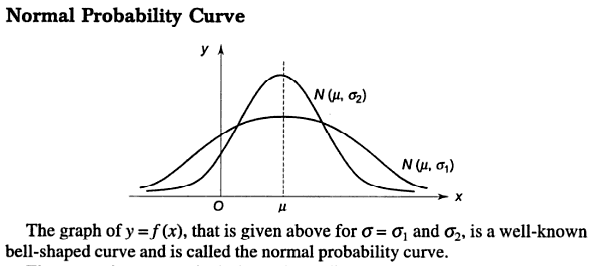 Normal Probability Curve
y
N (μ, σ₂)
N (μ, σ₁)
x
O
μ
The graph of y = f (x), that is given above for σ = σ₁ and σ₂, is a well-known
bell-shaped curve and is called the normal probability curve.